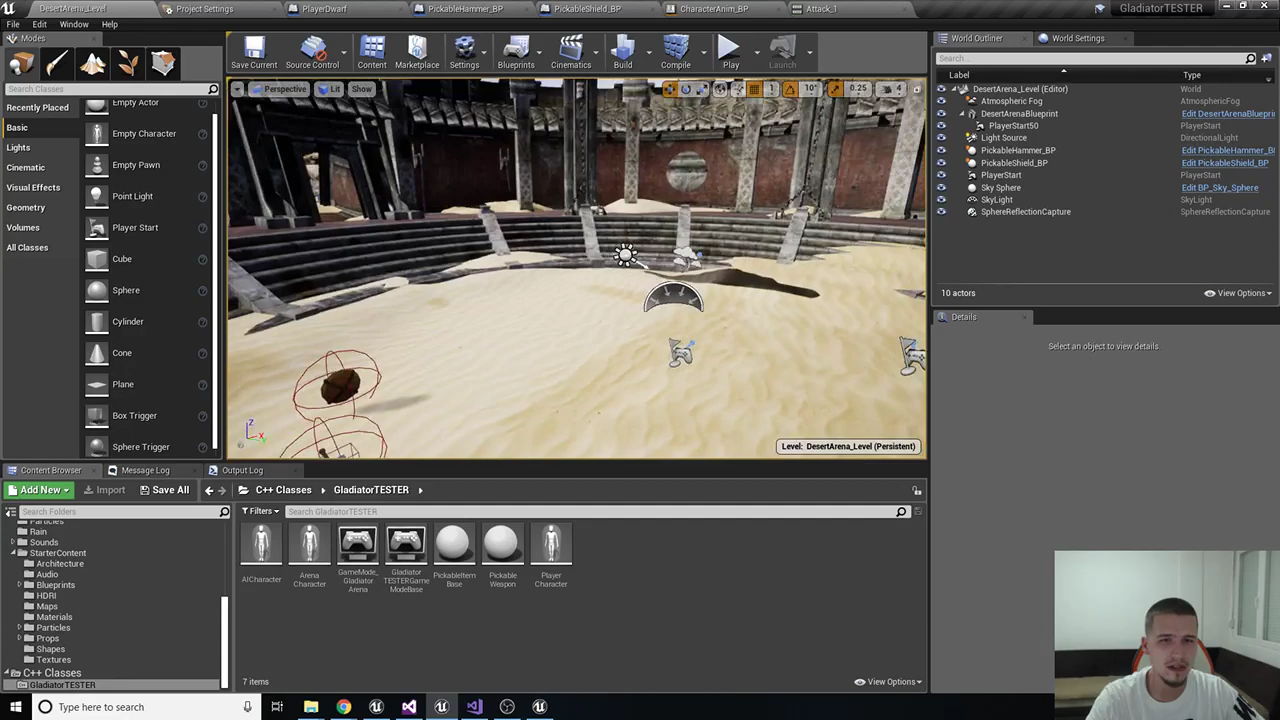 DesertArena_Level
Project Settings
PlayerDwarf
PickableHammer_BP
PickableShield_BP
CharacterAnim_BP
Attack_1
GladiatorTESTER
File Edit Window Help
Modes
Search Classes
Recently Placed
Basic
Lights
Cinematic
Visual Effects
Geometry
Volumes
All Classes
Empty Actor
Empty Character
Empty Pawn
Point Light
Player Start
Cube
Sphere
Cylinder
Cone
Plane
Box Trigger
Sphere Trigger
Save Current
Source Control
Content
Marketplace
Settings
Blueprints
Cinematics
Build
Compile
Play
Launch
Perspective Lit Show
1 10° 0.25 4
Z
X
Level: DesertArena_Level (Persistent)
World Outliner
World Settings
Search...
Label Type
DesertArena_Level (Editor) World
Atmospheric Fog AtmosphericFog
DesertArenaBlueprint Edit DesertArenaBlueprin
PlayerStart50 PlayerStart
Light Source DirectionalLight
PickableHammer_BP Edit PickableHammer_B
PickableShield_BP Edit PickableShield_BP
PlayerStart PlayerStart
Sky Sphere Edit BP_Sky_Sphere
SkyLight SkyLight
SphereReflectionCapture SphereReflectionCapture
10 actors
View Options
Details
Select an object to view details.
Content Browser
Message Log
Output Log
Add New
Import
Save All
C++ Classes
GladiatorTESTER
Search Folders
Filters
Search GladiatorTESTER
Particles
Rain
Sounds
StarterContent
Architecture
Audio
Blueprints
HDRI
Maps
Materials
Particles
Props
Shapes
Textures
C++ Classes
GladiatorTESTER
AICharacter
Arena
Character
GameMode_
Gladiator
Arena
Gladiator
TESTERGame
ModeBase
PickableItem
Base
Pickable
Weapon
Player
Character
7 items
View Options
Type here to search